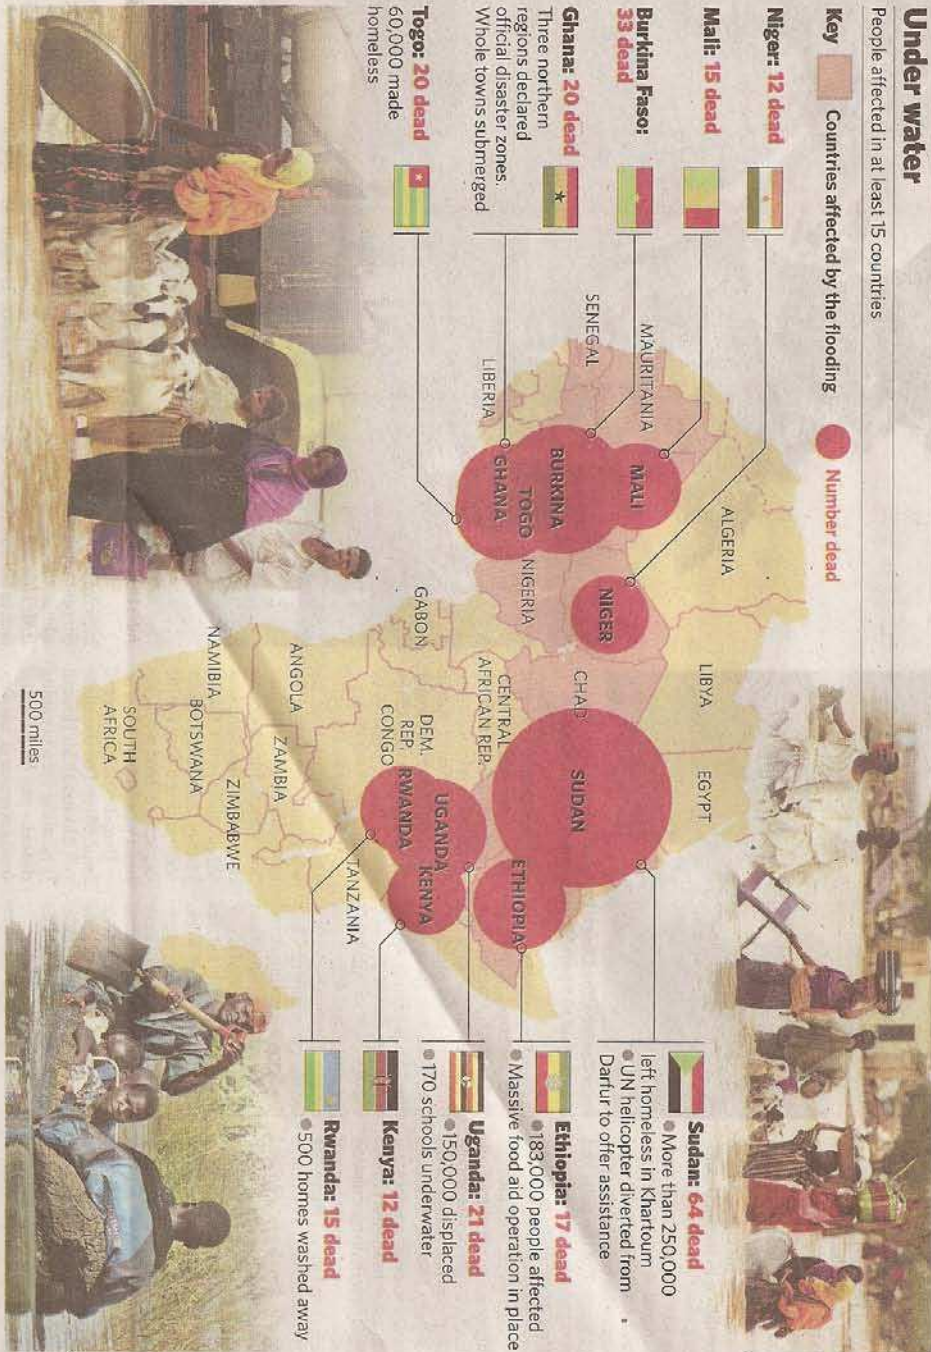 Under water
People affected in at least 15 countries
Key
Countries affected by the flooding
Number dead
Niger: 12 dead
Mali: 15 dead
Burkina Faso:
33 dead
Ghana: 20 dead
Three northern
regions declared
official disaster zones.
Whole towns submerged
Togo: 20 dead
60,000 made
homeless
MAURITANIA
SENEGAL
LIBERIA
ALGERIA
MALI
BURKINA
TOGO
GHANA
NIGERIA
NIGER
LIBYA
EGYPT
CHAD
SUDAN
CENTRAL
AFRICAN REP.
ETHIOPIA
GABON
DEM.
REP.
CONGO
UGANDA
RWANDA
KENYA
TANZANIA
ANGOLA
ZAMBIA
NAMIBIA
BOTSWANA
ZIMBABWE
SOUTH
AFRICA
500 miles
Sudan: 64 dead
More than 250,000
left homeless in Khartoum
UN helicopter diverted from
Darfur to offer assistance
Ethiopia: 17 dead
183,000 people affected
Massive food aid operation in place
Uganda: 21 dead
150,000 displaced
170 schools underwater
Kenya: 12 dead
Rwanda: 15 dead
500 homes washed away